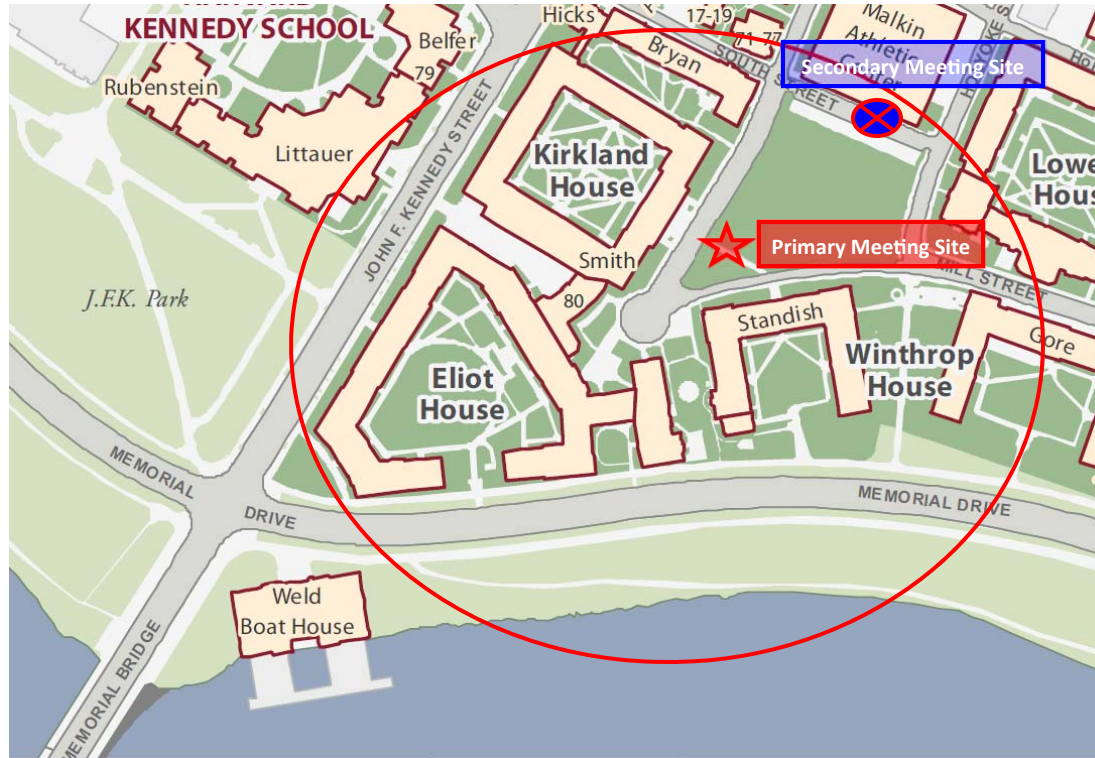 KENNEDY SCHOOL
Rubenstein
Littauer
Belfer
79
Hicks
Bryan
17-19
71-77
SOUTH STREET
Malkin
Athletic
Center
Secondary Meeting Site
JOHN F. KENNEDY STREET
Kirkland
House
Smith
80
Primary Meeting Site
MILL STREET
J.F.K. Park
Eliot
House
Standish
Winthrop
House
Gore
MEMORIAL
DRIVE
MEMORIAL DRIVE
Weld
Boat House
MEMORIAL BRIDGE